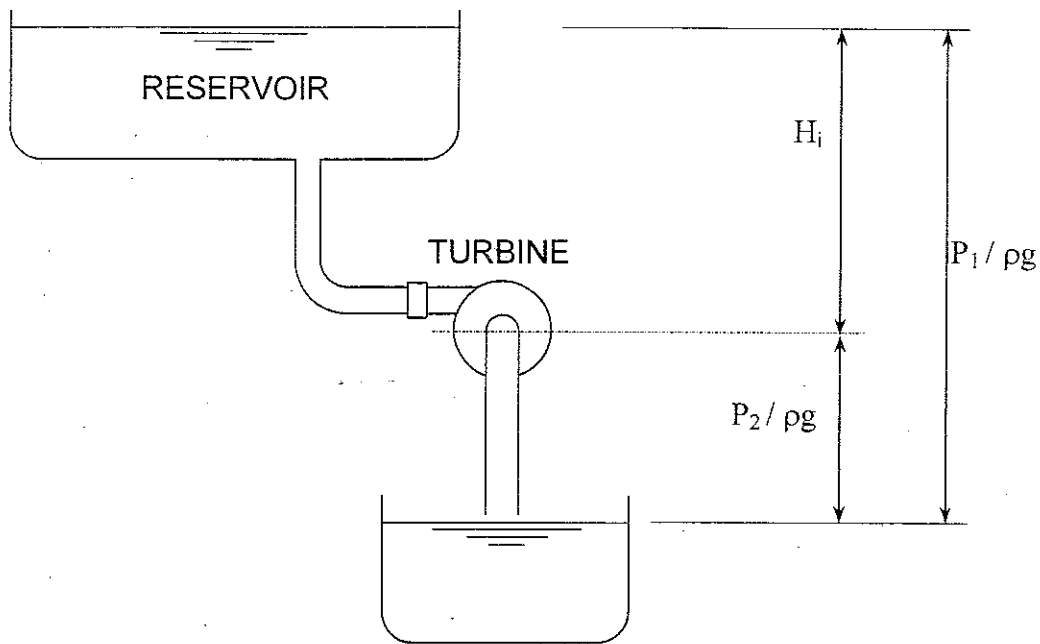 RESERVOIR
Hᵢ
TURBINE
P₁ / ρg
P₂ / ρg